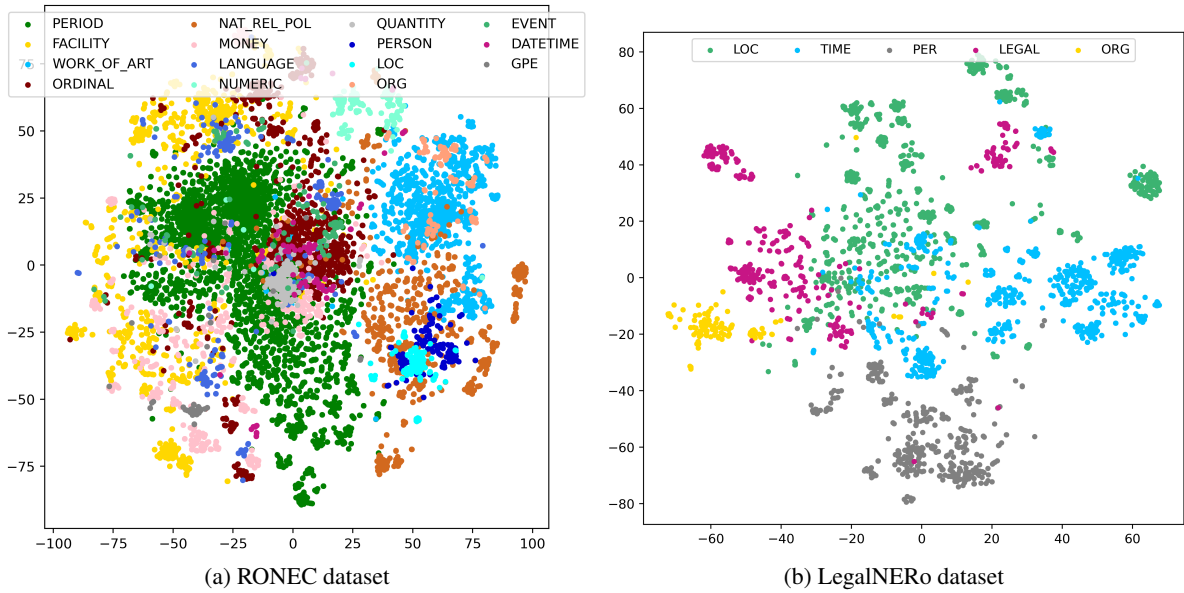 PERIOD NAT_REL_POL QUANTITY EVENT
FACILITY MONEY PERSON DATETIME
WORK_OF_ART LANGUAGE LOC GPE
ORDINAL NUMERIC ORG
75
50
25
0
−25
−50
−75
−100 −75 −50 −25 0 25 50 75 100
(a) RONEC dataset
LOC TIME PER LEGAL ORG
80
60
40
20
0
−20
−40
−60
−80
−60 −40 −20 0 20 40 60
(b) LegalNERo dataset